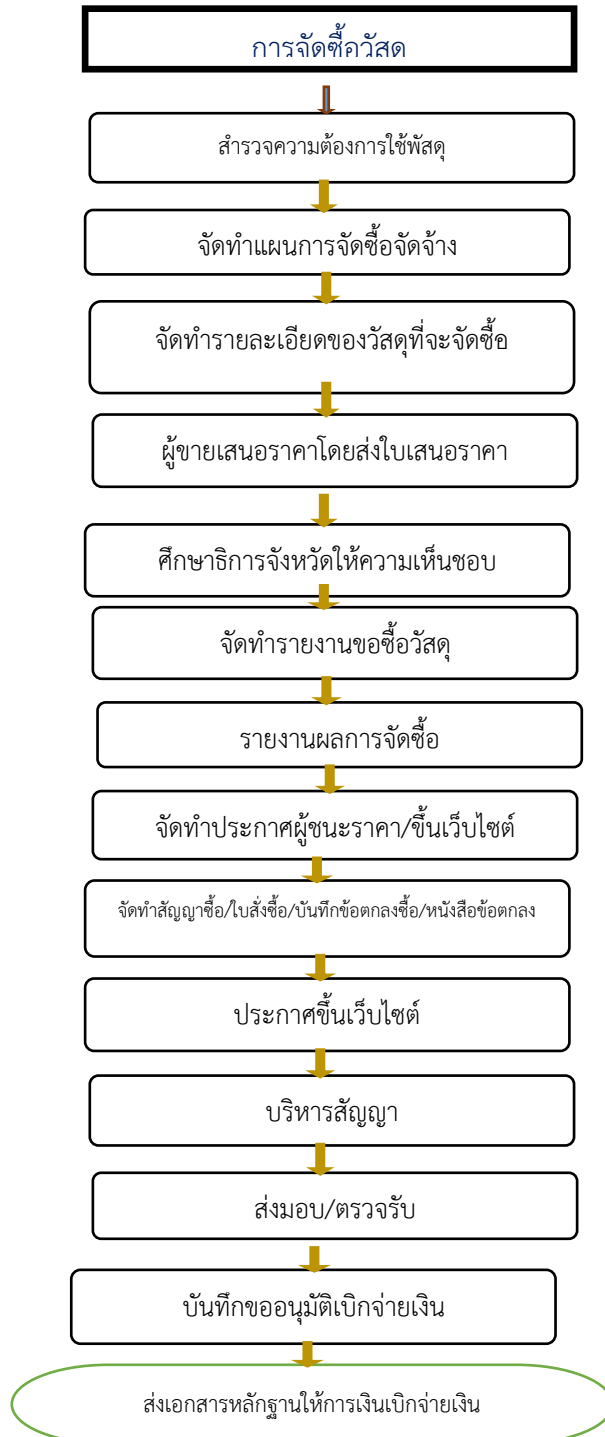 การจัดซื้อวัสด
สำรวจความต้องการใช้พัสดุ
จัดทำแผนการจัดซื้อจัดจ้าง
จัดทำรายละเอียดของวัสดุที่จะจัดซื้อ
ผู้ขายเสนอราคาโดยส่งใบเสนอราคา
ศึกษาธิการจังหวัดให้ความเห็นชอบ
จัดทำรายงานขอซื้อวัสดุ
รายงานผลการจัดซื้อ
จัดทำประกาศผู้ชนะราคา/ขึ้นเว็บไซต์
จัดทำสัญญาซื้อ/ใบสั่งซื้อ/บันทึกข้อตกลงซื้อ/หนังสือข้อตกลง
ประกาศขึ้นเว็บไซต์
บริหารสัญญา
ส่งมอบ/ตรวจรับ
บันทึกขออนุมัติเบิกจ่ายเงิน
ส่งเอกสารหลักฐานให้การเงินเบิกจ่ายเงิน